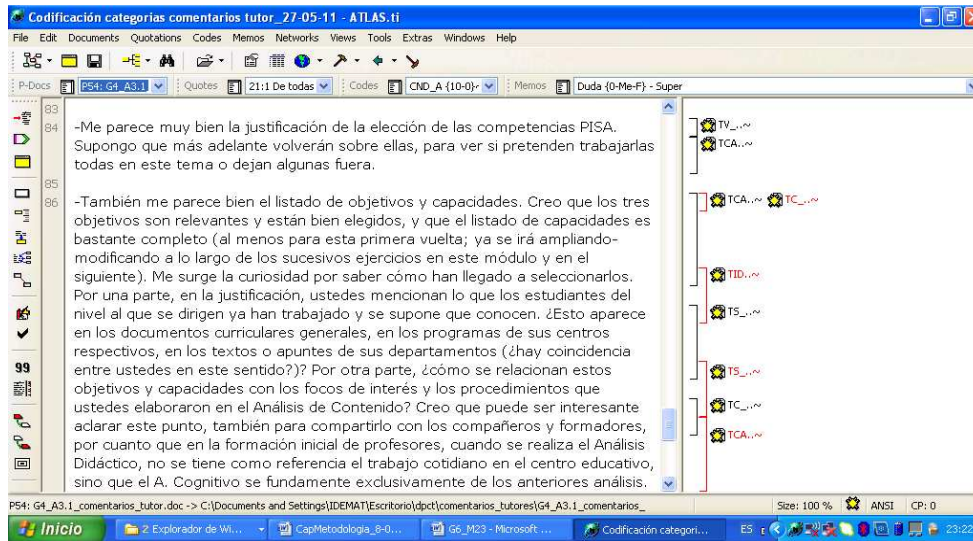 Codificación categorias comentarios tutor_27-05-11 - ATLAS.ti
File Edit Documents Quotations Codes Memos Networks Views Tools Extras Windows Help
P-Docs P54: G4_A3.1 Quotes 21:1 De todas Codes CND_A {10-0}- Memos Duda {0-Me-F} - Super
83
84 -Me parece muy bien la justificación de la elección de las competencias PISA. TV_..~
Supongo que más adelante volverán sobre ellas, para ver si pretenden trabajarlas TCA..~
todas en este tema o dejan algunas fuera.
85
86 -También me parece bien el listado de objetivos y capacidades. Creo que los tres TCA..~ TC_..~
objetivos son relevantes y están bien elegidos, y que el listado de capacidades es
bastante completo (al menos para esta primera vuelta; ya se irá ampliando-
modificando a lo largo de los sucesivos ejercicios en este módulo y en el
siguiente). Me surge la curiosidad por saber cómo han llegado a seleccionarlos. TID..~
Por una parte, en la justificación, ustedes mencionan lo que los estudiantes del
nivel al que se dirigen ya han trabajado y se supone que conocen. ¿Esto aparece TS_..~
en los documentos curriculares generales, en los programas de sus centros
respectivos, en los textos o apuntes de sus departamentos (¿hay coincidencia
entre ustedes en este sentido?)? Por otra parte, ¿cómo se relacionan estos TS_..~
objetivos y capacidades con los focos de interés y los procedimientos que
ustedes elaboraron en el Análisis de Contenido? Creo que puede ser interesante TC_..~
aclarar este punto, también para compartirlo con los compañeros y formadores,
por cuanto que en la formación inicial de profesores, cuando se realiza el Análisis TCA..~
Didáctico, no se tiene como referencia el trabajo cotidiano en el centro educativo,
sino que el A. Cognitivo se fundamente exclusivamente de los anteriores análisis.
P54: G4_A3.1_comentarios_tutor.doc -> C:\Documents and Settings\IDEMAT\Escritorio\dpct\comentarios_tutores\G4_A3.1_comentarios_ Size: 100 % ANSI CP: 0
Inicio 2 Explorador de Wi... CapMetodologia_8-0... G6_M23 - Microsoft ... Codificación categori... ES 23:22